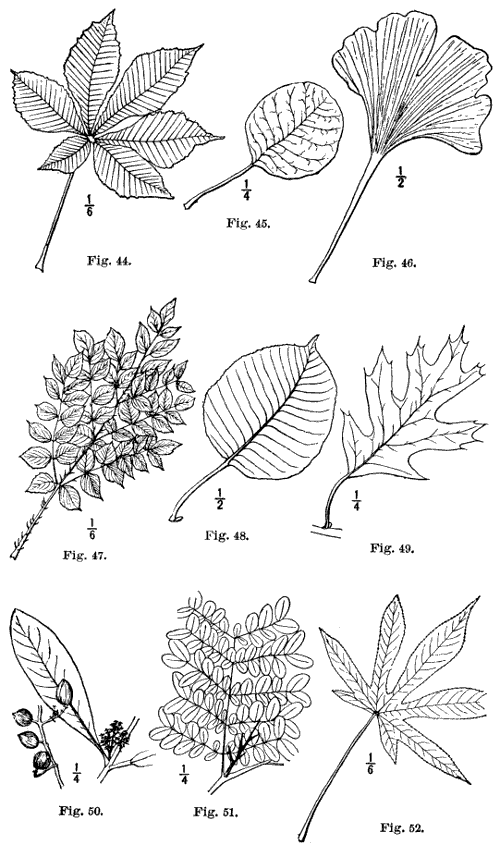 1/6
1/4
1/2
Fig. 44.
Fig. 45.
Fig. 46.
1/6
1/2
1/4
Fig. 47.
Fig. 48.
Fig. 49.
1/4
1/4
1/6
Fig. 50.
Fig. 51.
Fig. 52.